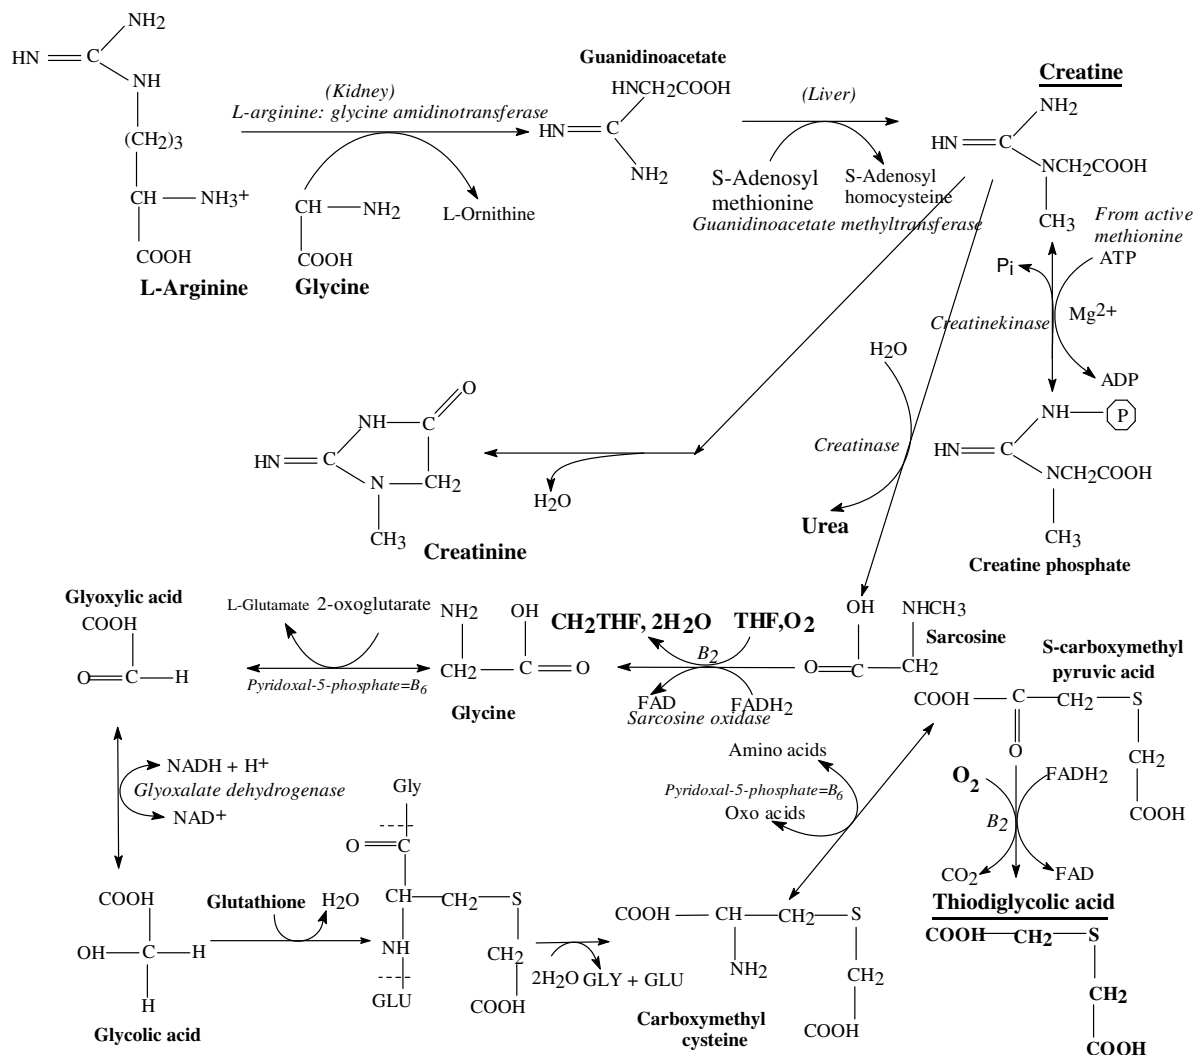 NH2
HN
C
NH
(CH2)3
CH
NH3+
COOH
L-Arginine
(Kidney)
L-arginine: glycine amidinotransferase
CH
NH2
COOH
Glycine
L-Ornithine
Guanidinoacetate
HNCH2COOH
HN
C
NH2
(Liver)
S-Adenosyl
methionine
S-Adenosyl
homocysteine
Guanidinoacetate methyltransferase
Creatine
NH2
HN
C
NCH2COOH
CH3
From active
methionine
Pi
ATP
Creatinekinase
Mg2+
ADP
NH
P
HN
C
NCH2COOH
CH3
Creatine phosphate
H2O
Creatinase
Urea
O
NH
C
HN
C
N
CH2
CH3
Creatinine
H2O
Glyoxylic acid
COOH
O
C
H
L-Glutamate
2-oxoglutarate
Pyridoxal-5-phosphate=B6
NH2
OH
CH2
C
O
Glycine
CH2THF, 2H2O
THF,O2
B2
FAD
FADH2
Sarcosine oxidase
OH
NHCH3
Sarcosine
O
C
CH2
S-carboxymethyl
pyruvic acid
COOH
C
CH2
S
O
CH2
COOH
O2
FADH2
B2
CO2
FAD
Thiodiglycolic acid
COOH
CH2
S
CH2
COOH
NADH + H+
Glyoxalate dehydrogenase
NAD+
Amino acids
Pyridoxal-5-phosphate=B6
Oxo acids
Gly
O
C
CH
CH2
S
NH
CH2
GLU
COOH
COOH
OH
C
H
H
Glycolic acid
Glutathione
H2O
2H2O
GLY + GLU
COOH
CH
CH2
S
NH2
CH2
COOH
Carboxymethyl
cysteine